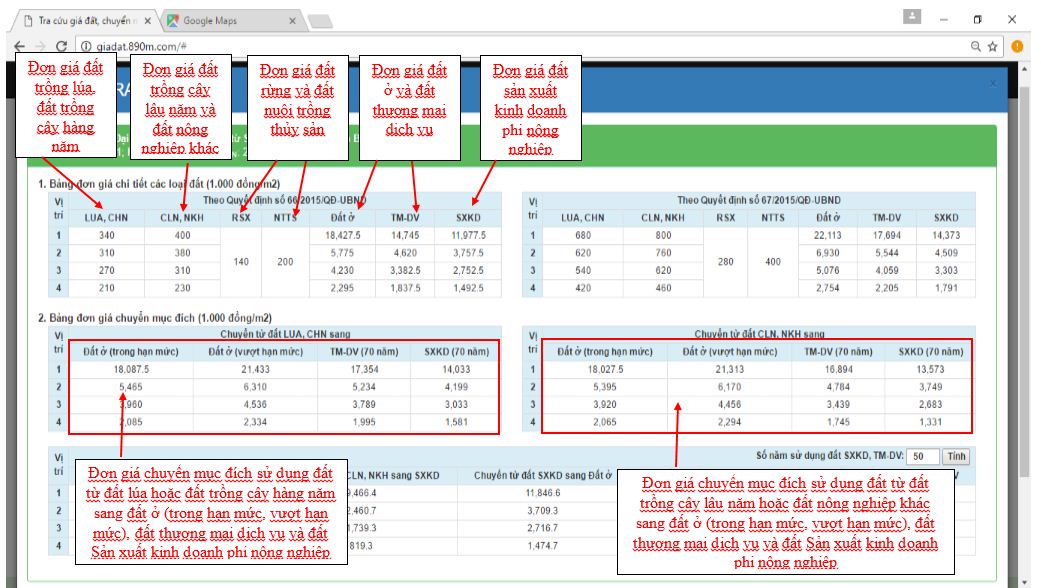 Tra cứu giá đất, chuyển n
Google Maps
giadat.890m.com/#
Đơn giá đất trồng lúa, đất trồng cây hàng năm
Đơn giá đất trồng cây lâu năm và đất nông nghiệp khác
Đơn giá đất rừng và đất nuôi trồng thủy sản
Đơn giá đất ở và đất thương mại dịch vụ
Đơn giá đất sản xuất kinh doanh phi nông nghiệp
1. Bảng đơn giá chi tiết các loại đất (1.000 đồng/m2)
Vị trí Theo Quyết định số 66/2015/QĐ-UBND
LUA, CHN CLN, NKH RSX NTTS Đất ở TM-DV SXKD
1 340 400 140 200 18,427.5 14,745 11,977.5
2 310 380 5,775 4,620 3,757.5
3 270 310 4,230 3,382.5 2,752.5
4 210 230 2,295 1,837.5 1,492.5
Vị trí Theo Quyết định số 67/2015/QĐ-UBND
LUA, CHN CLN, NKH RSX NTTS Đất ở TM-DV SXKD
1 680 800 280 400 22,113 17,694 14,373
2 620 760 6,930 5,544 4,509
3 540 620 5,076 4,059 3,303
4 420 460 2,754 2,205 1,791
2. Bảng đơn giá chuyển mục đích (1.000 đồng/m2)
Vị trí Chuyển từ đất LUA, CHN sang
Đất ở (trong hạn mức) Đất ở (vượt hạn mức) TM-DV (70 năm) SXKD (70 năm)
1 18,087.5 21,433 17,354 14,033
2 5,465 6,310 5,234 4,199
3 3,960 4,536 3,789 3,033
4 2,085 2,334 1,995 1,581
Vị trí Chuyển từ đất CLN, NKH sang
Đất ở (trong hạn mức) Đất ở (vượt hạn mức) TM-DV (70 năm) SXKD (70 năm)
1 18,027.5 21,313 16,894 13,573
2 5,395 6,170 4,784 3,749
3 3,920 4,456 3,439 2,683
4 2,065 2,294 1,745 1,331
Vị trí Số năm sử dụng đất SXKD, TM-DV: 50 Tính
CLN, NKH sang SXKD Chuyển từ đất SXKD sang Đất ở
1 9,466.4 11,846.6
2 2,460.7 3,709.3
3 1,739.3 2,716.7
4 819.3 1,474.7
Đơn giá chuyển mục đích sử dụng đất
từ đất lúa hoặc đất trồng cây hàng năm
sang đất ở (trong hạn mức, vượt hạn
mức), đất thương mại dịch vụ và đất
Sản xuất kinh doanh phi nông nghiệp
Đơn giá chuyển mục đích sử dụng đất từ đất
trồng cây lâu năm hoặc đất nông nghiệp khác
sang đất ở (trong hạn mức, vượt hạn mức), đất
thương mại dịch vụ và đất Sản xuất kinh doanh
phi nông nghiệp